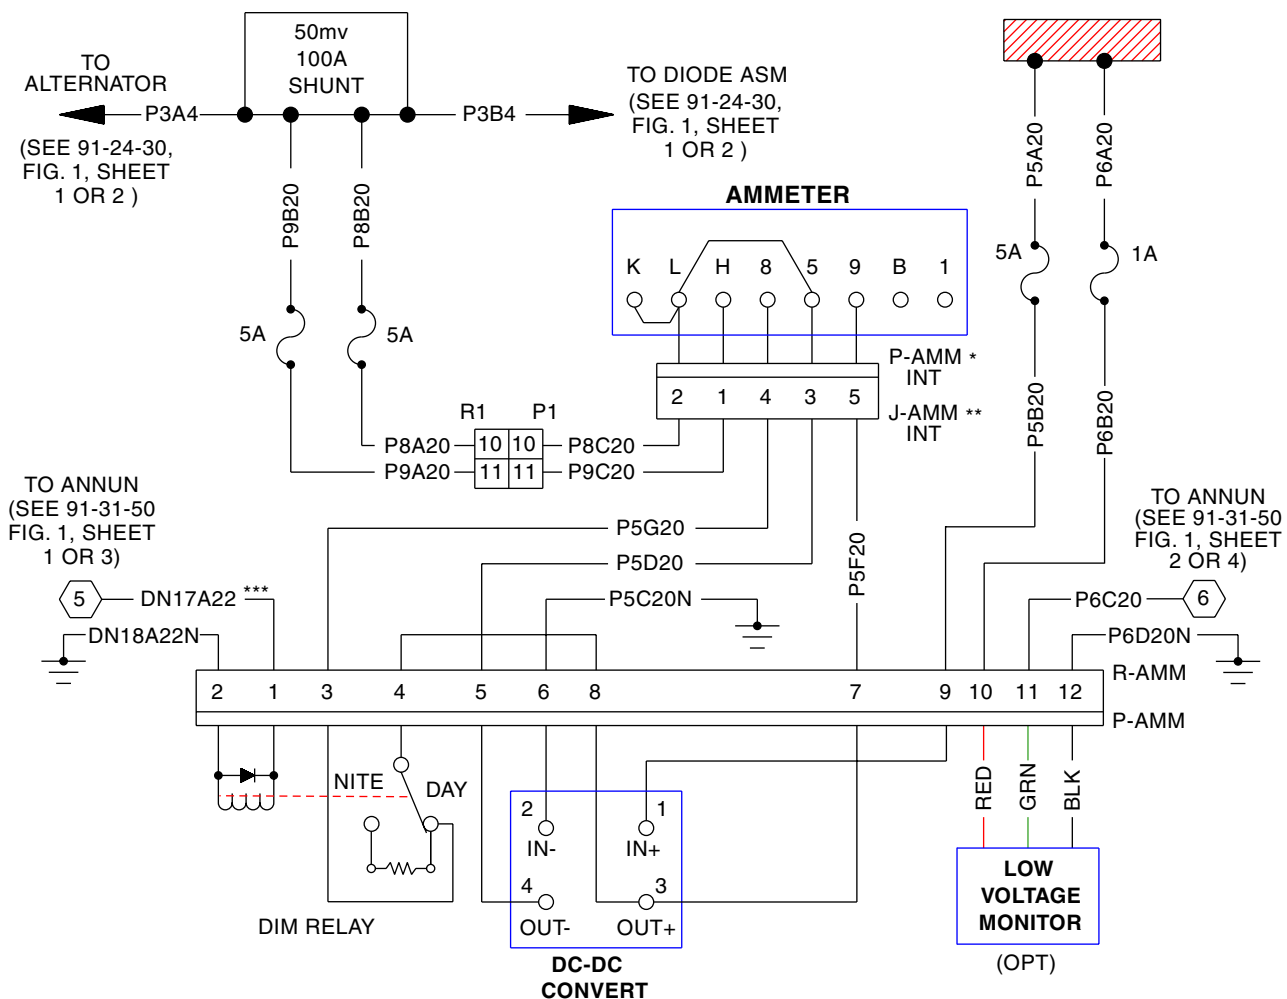 50mv
100A
SHUNT
TO
ALTERNATOR
P3A4
P3B4
(SEE 91-24-30,
FIG. 1, SHEET
1 OR 2 )
TO DIODE ASM
(SEE 91-24-30,
FIG. 1, SHEET
1 OR 2 )
P9B20
P8B20
P5A20
P6A20
AMMETER
K L H 8 5 9 B 1
5A
5A
5A
1A
P-AMM *
INT
2 1 4 3 5
J-AMM **
INT
R1 P1
P8A20 10 10 P8C20
P9A20 11 11 P9C20
P5B20
P6B20
TO ANNUN
(SEE 91-31-50
FIG. 1, SHEET
1 OR 3)
5 DN17A22 ***
DN18A22N
P5G20
P5D20
P5C20N
P5F20
TO ANNUN
(SEE 91-31-50
FIG. 1, SHEET
2 OR 4)
P6C20 6
P6D20N
2 1 3 4 5 6 8 7 9 10 11 12
R-AMM
P-AMM
NITE DAY
DIM RELAY
2 1
IN- IN+
4 3
OUT- OUT+
DC-DC
CONVERT
RED
GRN
BLK
LOW
VOLTAGE
MONITOR
(OPT)